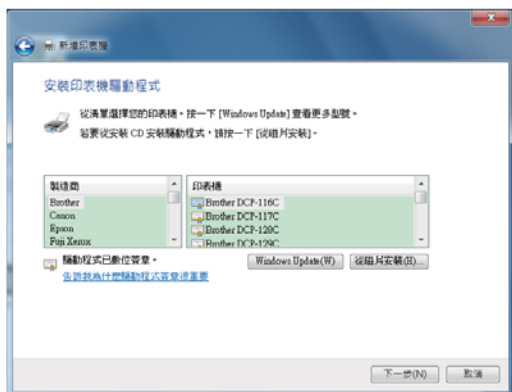 新增印表機
安裝印表機驅動程式
從清單選擇您的印表機。按一下 [Windows Update] 查看更多型號。
若要從安裝 CD 安裝驅動程式，請按一下 [從磁片安裝]。
製造商
Brother
Canon
Epson
Fuji Xerox
印表機
Brother DCP-116C
Brother DCP-117C
Brother DCP-128C
Brother DCP-129C
驅動程式已數位簽章。
告訴我為什麼驅動程式簽章很重要
Windows Update(W)
從磁片安裝(H)...
下一步(N)
取消